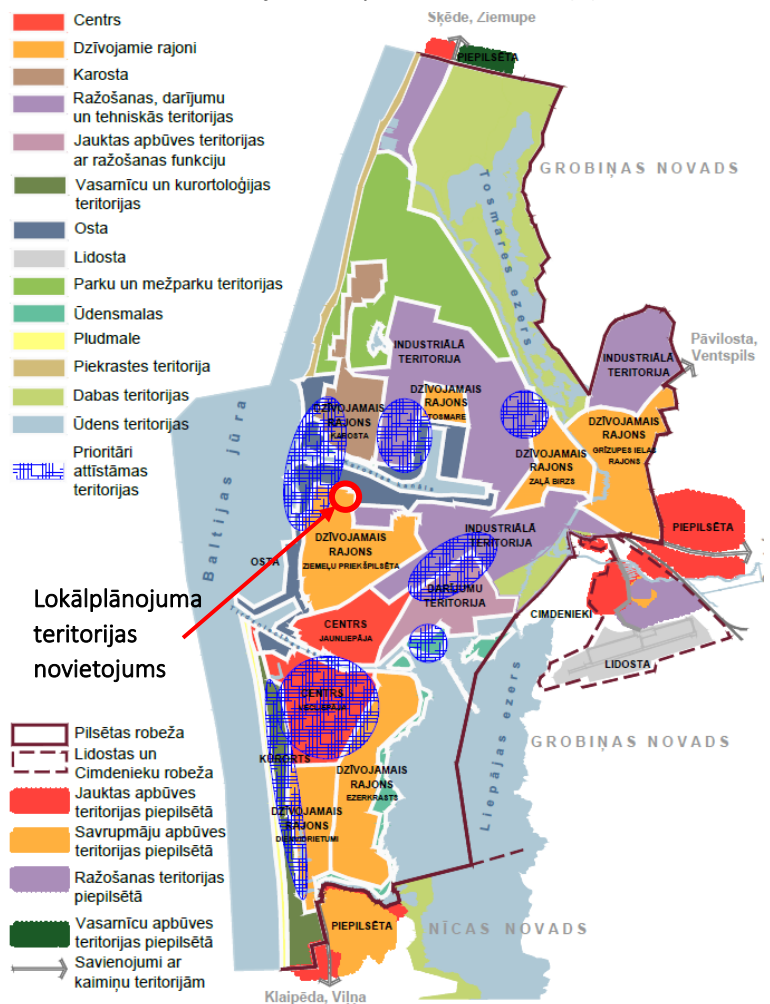 Centrs
Dzīvojamie rajoni
Karosta
Ražošanas, darījumu
un tehniskās teritorijas
Jauktas apbūves teritorijas
ar ražošanas funkciju
Vasarnīcu un kurortoloģijas
teritorijas
Osta
Lidosta
Parku un mežparku teritorijas
Ūdensmalas
Pludmale
Piekrastes teritorija
Dabas teritorijas
Ūdens teritorijas
Prioritāri
attīstāmas
teritorijas
Šķēde, Ziemupe
PIEPILSĒTA
GROBIŅAS NOVADS
Tosmares ezers
INDUSTRIĀLĀ
TERITORIJA
Pāvilosta,
Ventspils
INDUSTRIĀLĀ
TERITORIJA
DZĪVOJAMAIS
RAJONS
TOSMARE
DZĪVOJAMAIS
RAJONS
KAROSTA
DZĪVOJAMAIS
RAJONS
GRĪZUPES IELAS
RAJONS
DZĪVOJAMAIS
RAJONS
ZAĻĀ BIRZS
Baltijas jūra
Karostas kanāls
PIEPILSĒTA
INDUSTRIĀLĀ
TERITORIJA
DZĪVOJAMAIS
RAJONS
ZIEMEĻU PRIEKŠPILSĒTA
OSTA
DARĪJUMU
TERITORIJA
Lokālplānojuma
teritorijas
novietojums
CENTRS
JAUNLIEPĀJA
CIMDENIEKI
LIDOSTA
CENTRS
VECLIEPĀJA
Liepājas ezers
GROBIŅAS NOVADS
KŪRORTS
DZĪVOJAMAIS
RAJONS
EZERKRASTS
DZĪVOJAMAIS
RAJONS
DIENVIDRIETUMI
PIEPILSĒTA
NĪCAS NOVADS
Klaipēda, Viļņa
Pilsētas robeža
Lidostas un
Cimdenieku robeža
Jauktas apbūves
teritorijas piepilsētā
Savrupmāju apbūves
teritorijas piepilsētā
Ražošanas teritorijas
piepilsētā
Vasarnīcu apbūves
teritorijas piepilsētā
Savienojumi ar
kaimiņu teritorijām